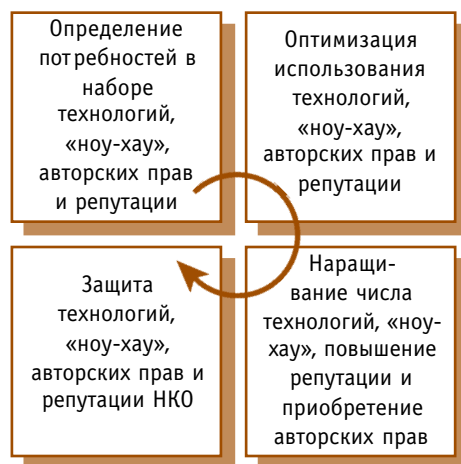 Определение
потребностей в
наборе
технологий,
«ноу-хау»,
авторских прав
и репутации
Оптимизация
использования
технологий,
«ноу-хау»,
авторских прав и
репутации
Защита
технологий,
«ноу-хау»,
авторских прав и
репутации НКО
Наращи-
вание числа
технологий, «ноу-
хау», повышение
репутации и
приобретение
авторских прав